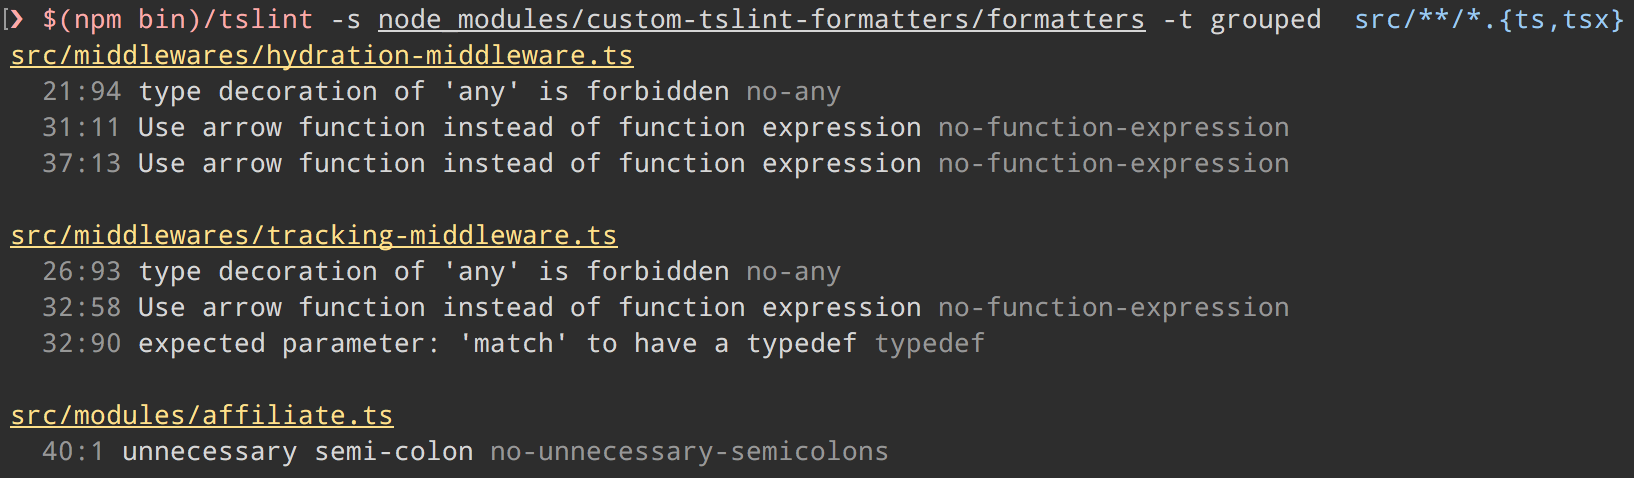 ❯ $(npm bin)/tslint -s node_modules/custom-tslint-formatters/formatters -t grouped  src/**/*.{ts,tsx}
src/middlewares/hydration-middleware.ts
  21:94 type decoration of 'any' is forbidden no-any
  31:11 Use arrow function instead of function expression no-function-expression
  37:13 Use arrow function instead of function expression no-function-expression

src/middlewares/tracking-middleware.ts
  26:93 type decoration of 'any' is forbidden no-any
  32:58 Use arrow function instead of function expression no-function-expression
  32:90 expected parameter: 'match' to have a typedef typedef

src/modules/affiliate.ts
  40:1 unnecessary semi-colon no-unnecessary-semicolons